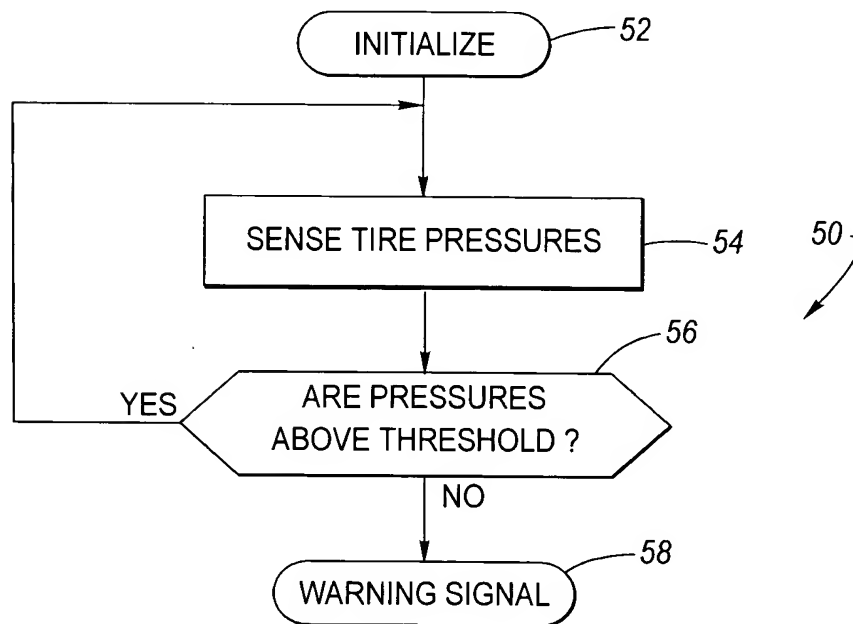 INITIALIZE
52
SENSE TIRE PRESSURES
54
50
56
YES
ARE PRESSURES
ABOVE THRESHOLD ?
NO
WARNING SIGNAL
58